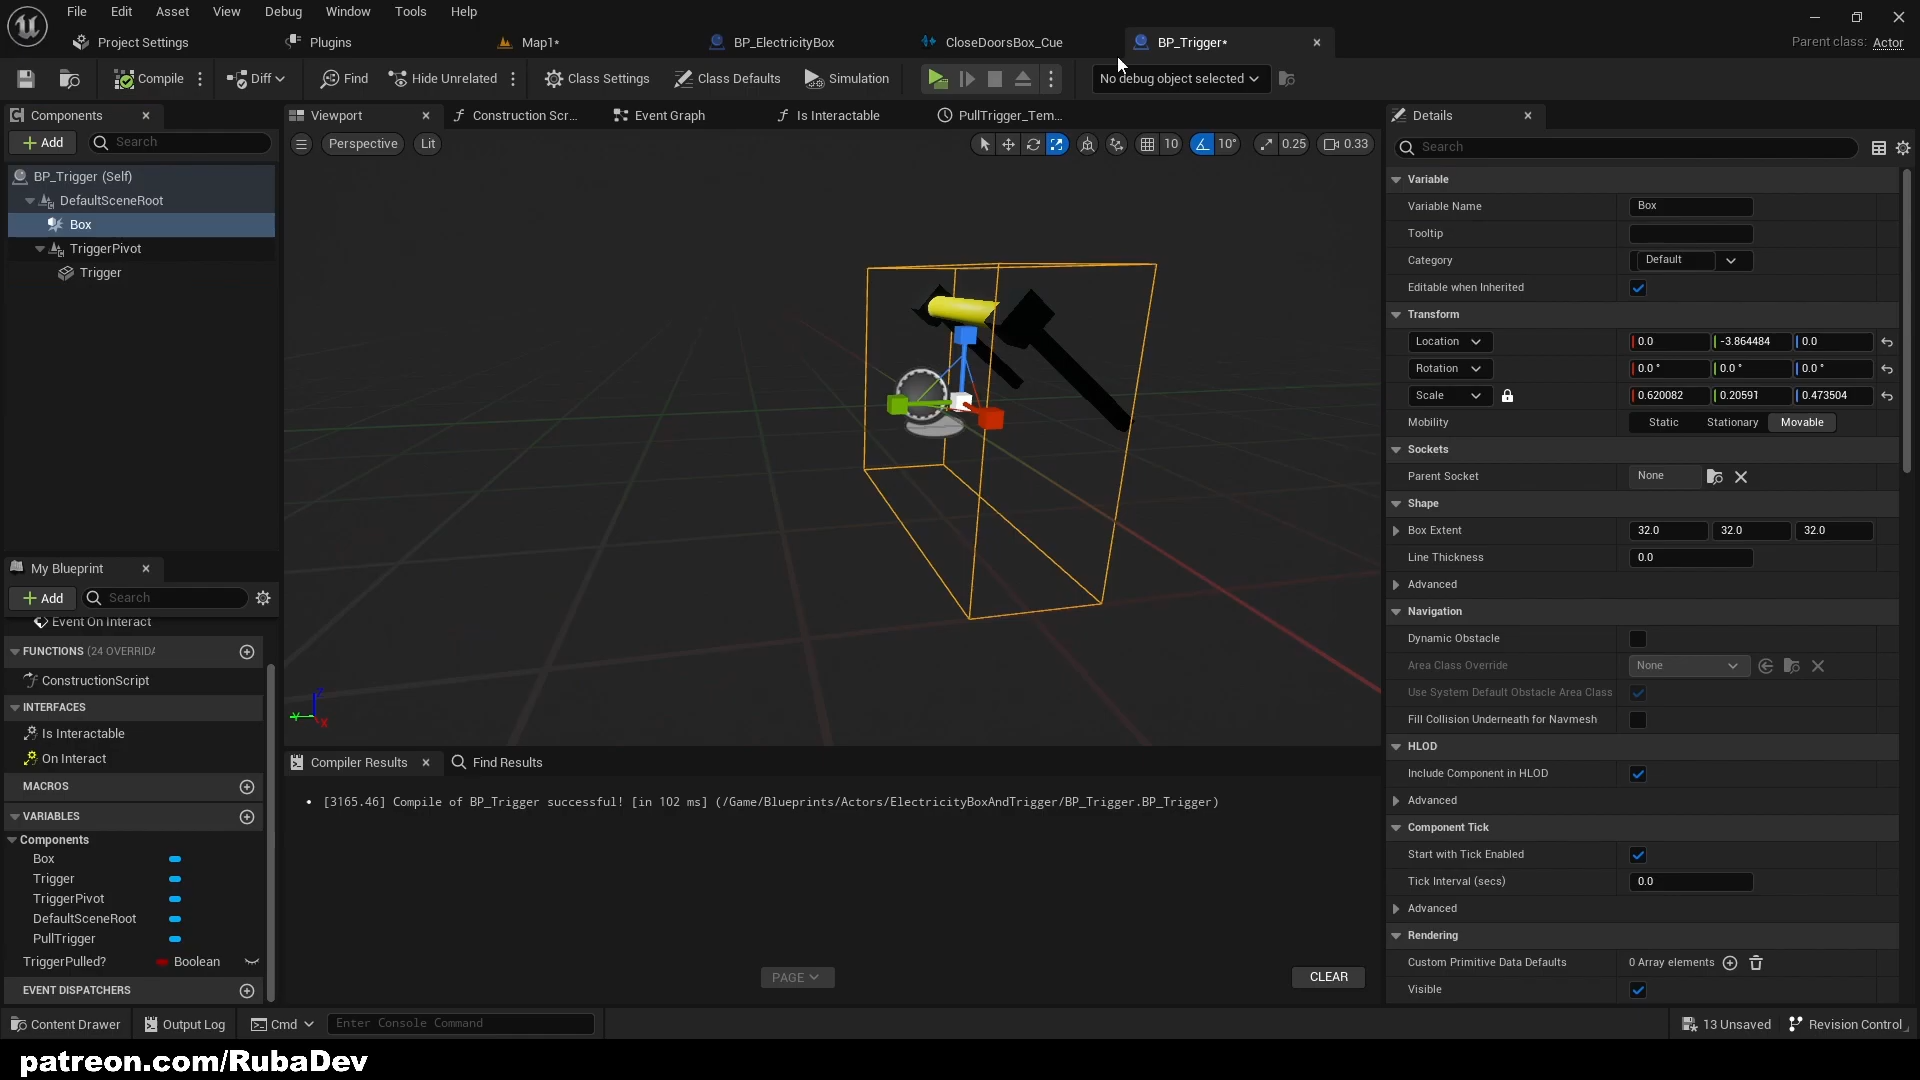 File Edit Asset View Debug Window Tools Help
Project Settings Plugins Map1* BP_ElectricityBox CloseDoorsBox_Cue BP_Trigger* Parent class: Actor
Compile Diff Find Hide Unrelated Class Settings Class Defaults Simulation No debug object selected
Components
Add Search
BP_Trigger (Self)
DefaultSceneRoot
Box
TriggerPivot
Trigger
My Blueprint
Add Search
Event On Interact
FUNCTIONS (24 OVERRIDA
ConstructionScript
INTERFACES
Is Interactable
On Interact
MACROS
VARIABLES
Components
Box
Trigger
TriggerPivot
DefaultSceneRoot
PullTrigger
TriggerPulled? Boolean
EVENT DISPATCHERS
Viewport Construction Scr... Event Graph Is Interactable PullTrigger_Tem...
Perspective Lit 10 10° 0.25 0.33
Compiler Results Find Results
[3165.46] Compile of BP_Trigger successful! [in 102 ms] (/Game/Blueprints/Actors/ElectricityBoxAndTrigger/BP_Trigger.BP_Trigger)
PAGE CLEAR
Details
Search
Variable
Variable Name Box
Tooltip
Category Default
Editable when Inherited
Transform
Location 0.0 -3.864484 0.0
Rotation 0.0 ° 0.0 ° 0.0 °
Scale 0.620082 0.20591 0.473504
Mobility Static Stationary Movable
Sockets
Parent Socket None
Shape
Box Extent 32.0 32.0 32.0
Line Thickness 0.0
Advanced
Navigation
Dynamic Obstacle
Area Class Override None
Use System Default Obstacle Area Class
Fill Collision Underneath for Navmesh
HLOD
Include Component in HLOD
Advanced
Component Tick
Start with Tick Enabled
Tick Interval (secs) 0.0
Advanced
Rendering
Custom Primitive Data Defaults 0 Array elements
Visible
Content Drawer Output Log Cmd Enter Console Command 13 Unsaved Revision Control
patreon.com/RubaDev